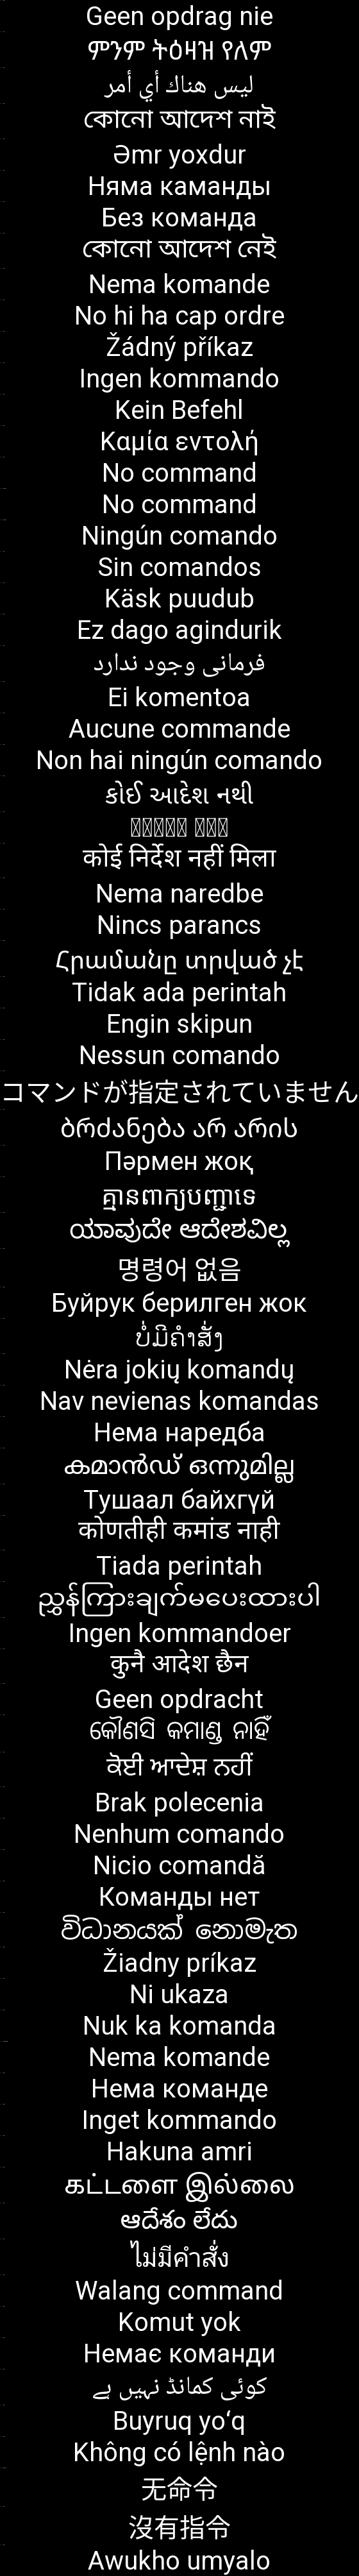 Geen opdrag nie
ምንም ትዕዛዝ የለም
ليس هناك أي أمر
কোনো আদেশ নাই
Əmr yoxdur
Няма каманды
Без команда
কোনো আদেশ নেই
Nema komande
No hi ha cap ordre
Žádný příkaz
Ingen kommando
Kein Befehl
Καμία εντολή
No command
No command
Ningún comando
Sin comandos
Käsk puudub
Ez dago agindurik
فرمانی وجود ندارد
Ei komentoa
Aucune commande
Non hai ningún comando
કોઈ આદેશ નથી
कोई निर्देश नहीं मिला
Nema naredbe
Nincs parancs
Հրամանը տրված չէ
Tidak ada perintah
Engin skipun
Nessun comando
コマンドが指定されていません
ბრძანება არ არის
Пәрмен жоқ
គ្មានពាក្យបញ្ជាទេ
ಯಾವುದೇ ಆದೇಶವಿಲ್ಲ
명령어 없음
Буйрук берилген жок
ບໍ່ມີຄຳສັ່ງ
Nėra jokių komandų
Nav nevienas komandas
Нема наредба
കമാൻഡ് ഒന്നുമില്ല
Тушаал байхгүй
कोणतीही कमांड नाही
Tiada perintah
ညွှန်ကြားချက်မပေးထားပါ
Ingen kommandoer
कुनै आदेश छैन
Geen opdracht
କୌଣସି କମାଣ୍ଡ ନାହିଁ
ਕੋਈ ਆਦੇਸ਼ ਨਹੀਂ
Brak polecenia
Nenhum comando
Nicio comandă
Команды нет
විධානයක් නොමැත
Žiadny príkaz
Ni ukaza
Nuk ka komanda
Nema komande
Нема команде
Inget kommando
Hakuna amri
கட்டளை இல்லை
ఆదేశం లేదు
ไม่มีคำสั่ง
Walang command
Komut yok
Немає команди
کوئی کمانڈ نہیں ہے
Buyruq yo‘q
Không có lệnh nào
无命令
沒有指令
Awukho umyalo